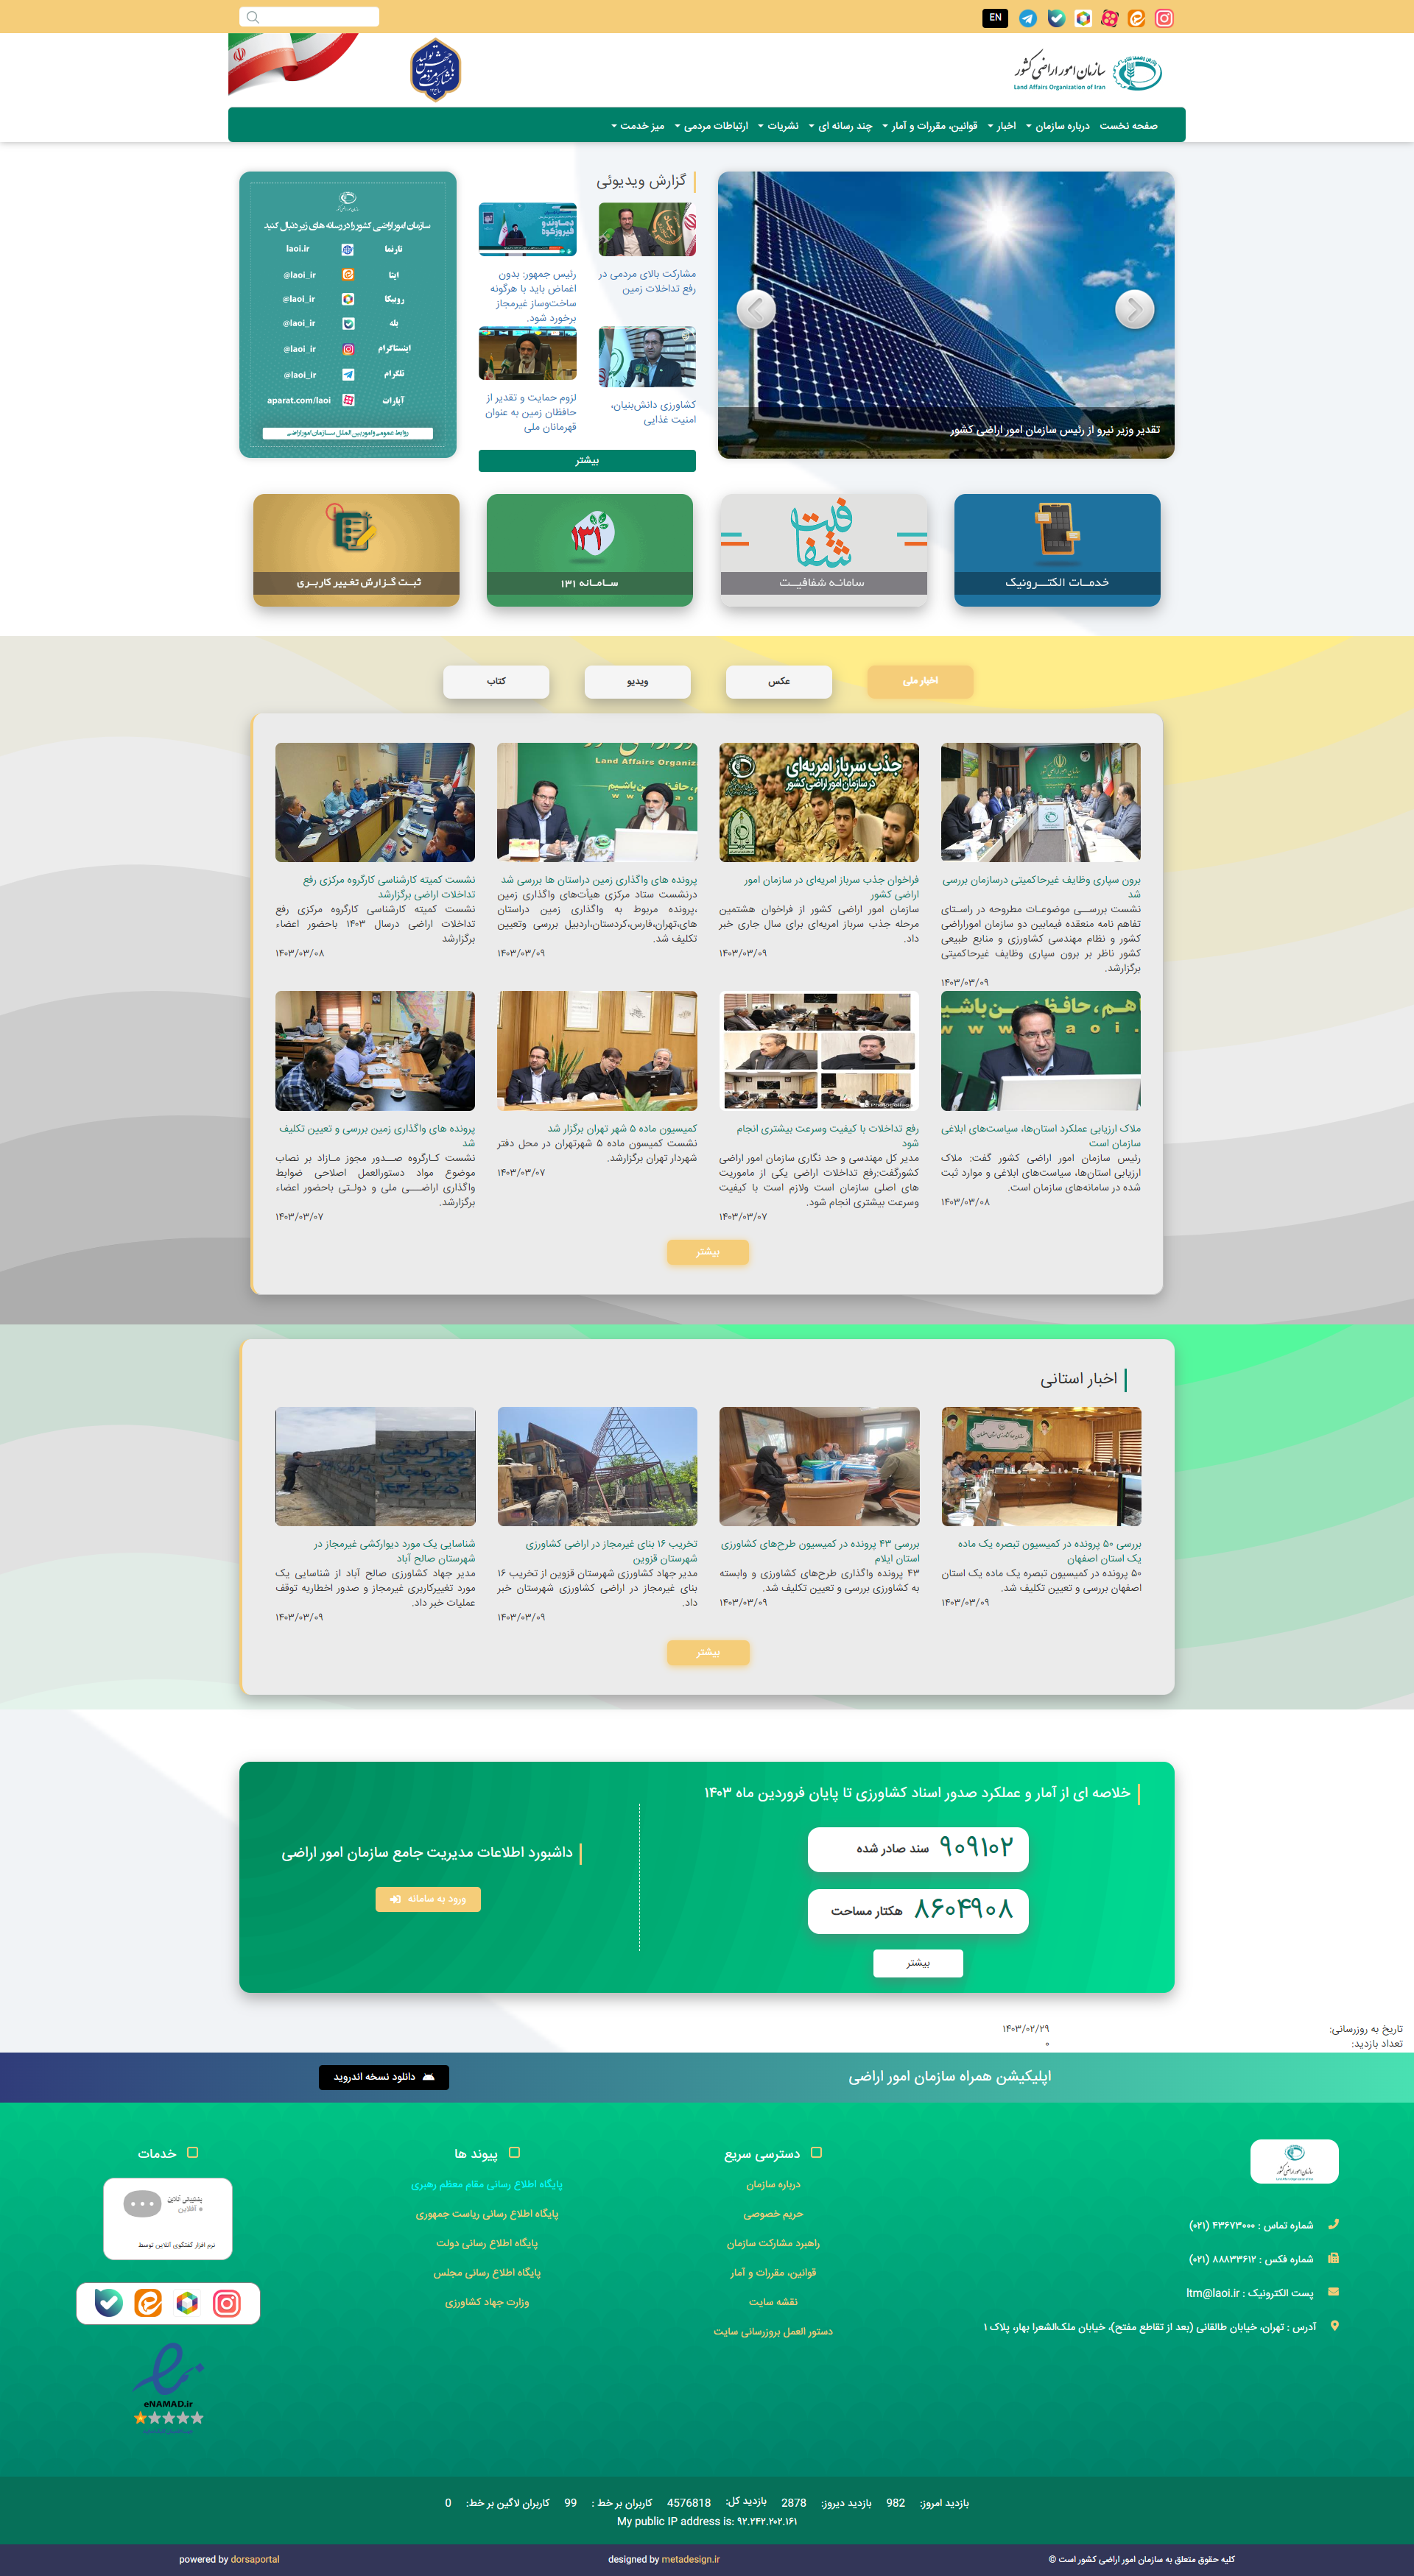 EN
سازمان امور اراضی کشور
Land Affairs Organization of Iran
صفحه نخست
درباره سازمان
اخبار
قوانین، مقررات و آمار
چند رسانه ای
نشریات
ارتباطات مردمی
میز خدمت
تقدیر وزیر نیرو از رئیس سازمان امور اراضی کشور
گزارش ویدیوئی
مشارکت بالای مردمی در
رفع تداخلات زمین
رئیس جمهور: بدون
اغماض باید با هرگونه
ساخت‌وساز غیرمجاز
برخورد شود.
کشاورزی دانش‌بنیان،
امنیت غذایی
لزوم حمایت و تقدیر از
حافظان زمین به عنوان
قهرمانان ملی
بیشتر
سازمان امور اراضی کشور را در رسانه های زیر دنبال کنید
تارنما laoi.ir
ایتا @laoi_ir
روبیکا @laoi_ir
بله @laoi_ir
اینستاگرام @laoi_ir
تلگرام @laoi_ir
آپارات aparat.com/laoi
روابط عمومی و امور بین الملل سازمان امور اراضی
خدمات الکترونیک
شفافیت
سامانه شفافیت
۱۳۱
سامانه ۱۳۱
ثبت گزارش تغییر کاربری
اخبار ملی
عکس
ویدیو
کتاب
جذب سرباز امریه‌ای
در سازمان امور اراضی کشور
برون سپاری وظایف غیرحاکمیتی درسازمان بررسی
شد
نشست بررسی موضوعات مطروحه در راستای
تفاهم نامه منعقده فیمابین دو سازمان اموراراضی
کشور و نظام مهندسی کشاورزی و منابع طبیعی
کشور ناظر بر برون سپاری وظایف غیرحاکمیتی
برگزارشد.
۱۴۰۳/۰۳/۰۹
فراخوان جذب سرباز امریه‌ای در سازمان امور
اراضی کشور
سازمان امور اراضی کشور از فراخوان هشتمین
مرحله جذب سرباز امریه‌ای برای سال جاری خبر
داد.
۱۴۰۳/۰۳/۰۹
پرونده های واگذاری زمین دراستان ها بررسی شد
درنشست ستاد مرکزی هیأت‌های واگذاری زمین
،پرونده مربوط به واگذاری زمین دراستان
های،تهران،فارس،کردستان،اردبیل بررسی وتعیین
تکلیف شد.
۱۴۰۳/۰۳/۰۹
نشست کمیته کارشناسی کارگروه مرکزی رفع
تداخلات اراضی برگزارشد
نشست کمیته کارشناسی کارگروه مرکزی رفع
تداخلات اراضی درسال ۱۴۰۳ باحضور اعضاء
برگزارشد
۱۴۰۳/۰۳/۰۸
ملاک ارزیابی عملکرد استان‌ها، سیاست‌های ابلاغی
سازمان است
رئیس سازمان امور اراضی کشور گفت: ملاک
ارزیابی استان‌ها، سیاست‌های ابلاغی و موارد ثبت
شده در سامانه‌های سازمان است.
۱۴۰۳/۰۳/۰۸
رفع تداخلات با کیفیت وسرعت بیشتری انجام
شود
مدیر کل مهندسی و حد نگاری سازمان امور اراضی
کشورگفت:رفع تداخلات اراضی یکی از ماموریت
های اصلی سازمان است ولازم است با کیفیت
وسرعت بیشتری انجام شود.
۱۴۰۳/۰۳/۰۷
کمیسیون ماده ۵ شهر تهران برگزار شد
نشست کمیسون ماده ۵ شهرتهران در محل دفتر
شهردار تهران برگزارشد.
۱۴۰۳/۰۳/۰۷
پرونده های واگذاری زمین بررسی و تعیین تکلیف
شد
نشست کارگروه صدور مجوز مازاد بر نصاب
موضوع مواد دستورالعمل اصلاحی ضوابط
واگذاری اراضی ملی و دولتی باحضور اعضاء
برگزارشد.
۱۴۰۳/۰۳/۰۷
بیشتر
اخبار استانی
بررسی ۵۰ پرونده در کمیسیون تبصره یک ماده
یک استان اصفهان
۵۰ پرونده در کمیسیون تبصره یک ماده یک استان
اصفهان بررسی و تعیین تکلیف شد.
۱۴۰۳/۰۳/۰۹
بررسی ۴۳ پرونده در کمیسیون طرح‌های کشاورزی
استان ایلام
۴۳ پرونده واگذاری طرح‌های کشاورزی و وابسته
به کشاورزی بررسی و تعیین تکلیف شد.
۱۴۰۳/۰۳/۰۹
تخریب ۱۶ بنای غیرمجاز در اراضی کشاورزی
شهرستان قزوین
مدیر جهاد کشاورزی شهرستان قزوین از تخریب ۱۶
بنای غیرمجاز در اراضی کشاورزی شهرستان خبر
داد.
۱۴۰۳/۰۳/۰۹
شناسایی یک مورد دیوارکشی غیرمجاز در
شهرستان صالح آباد
مدیر جهاد کشاورزی صالح آباد از شناسایی یک
مورد تغییرکاربری غیرمجاز و صدور اخطاریه توقف
عملیات خبر داد.
۱۴۰۳/۰۳/۰۹
بیشتر
خلاصه ای از آمار و عملکرد صدور اسناد کشاورزی تا پایان فروردین ماه ۱۴۰۳
۹۰۹۱۰۲ سند صادر شده
۸۶۰۴۹۰۸ هکتار مساحت
بیشتر
داشبورد اطلاعات مدیریت جامع سازمان امور اراضی
ورود به سامانه
تاریخ به روزرسانی: ۱۴۰۳/۰۲/۲۹
تعداد بازدید: ۰
اپلیکیشن همراه سازمان امور اراضی
دانلود نسخه اندروید
شماره تماس : ۴۳۶۷۳۰۰۰ (۰۲۱)
شماره فکس : ۸۸۸۳۳۶۱۲ (۰۲۱)
پست الکترونیک : ltm@laoi.ir
آدرس : تهران، خیابان طالقانی (بعد از تقاطع مفتح)، خیابان ملک‌الشعرا بهار، پلاک ۱
دسترسی سریع
درباره سازمان
حریم خصوصی
راهبرد مشارکت سازمان
قوانین، مقررات و آمار
نقشه سایت
دستور العمل بروزرسانی سایت
پیوند ها
پایگاه اطلاع رسانی مقام معظم رهبری
پایگاه اطلاع رسانی ریاست جمهوری
پایگاه اطلاع رسانی دولت
پایگاه اطلاع رسانی مجلس
وزارت جهاد کشاورزی
خدمات
پشتیبانی آنلاین
آفلاین
نرم افزار گفتگوی آنلاین توسط
eNAMAD.ir
بازدید امروز: 982 بازدید دیروز: 2878 بازدید کل: 4576818 کاربران بر خط : 99 کاربران لاگین بر خط: 0
My public IP address is: ۹۲.۲۴۲.۲۰۲.۱۶۱
کلیه حقوق متعلق به سازمان امور اراضی کشور است ©
designed by metadesign.ir
powered by dorsaportal